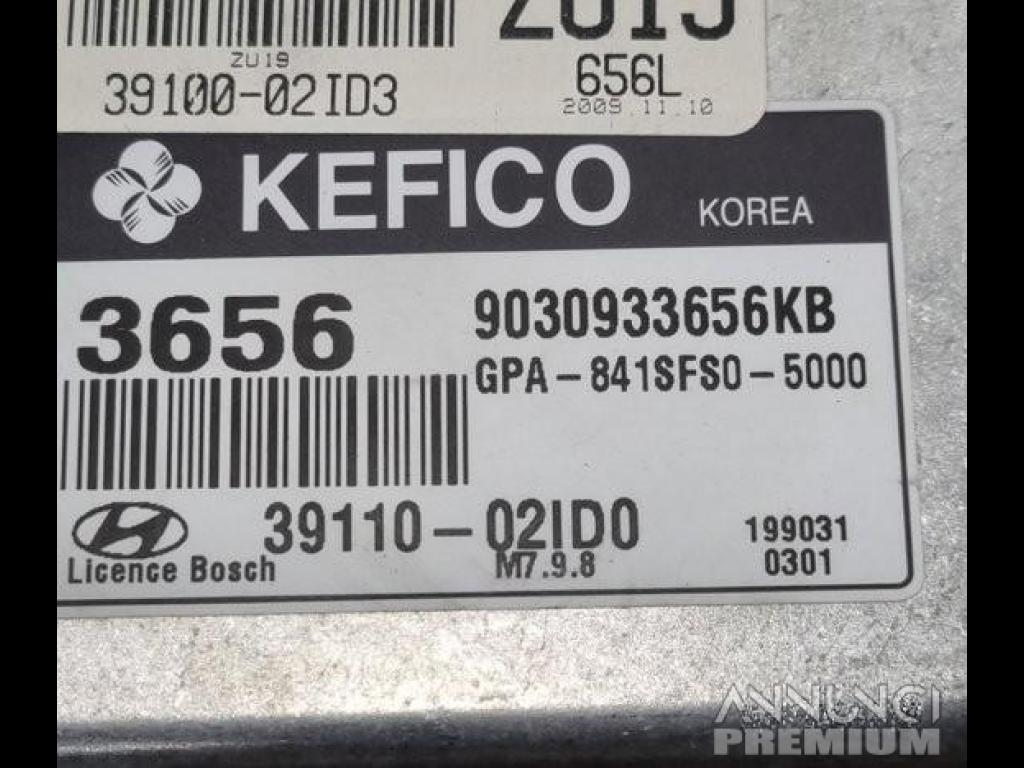 ZU19
39100-02ID3
656L
2009.11.10
KEFICO
KOREA
3656
9030933656KB
GPA-841SFS0-5000
39110-02ID0
199031
Licence Bosch
M7.9.8
0301
ANNUNCI
PREMIUM